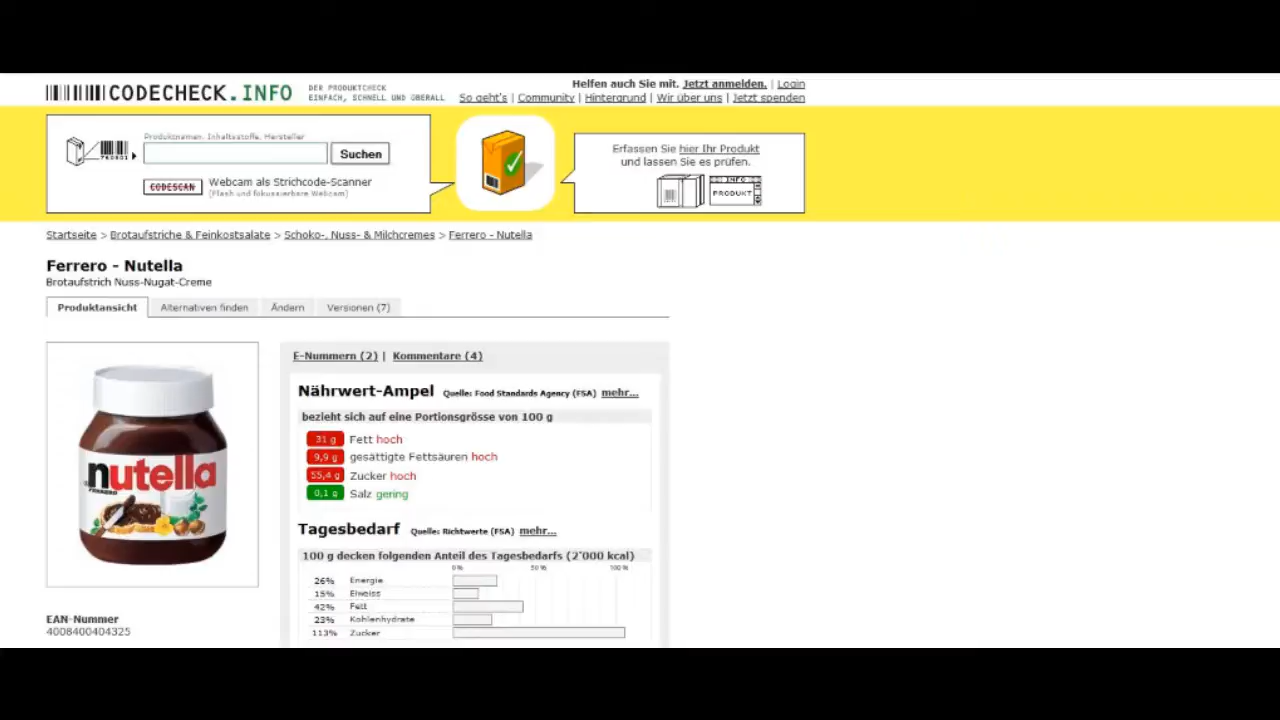 CODECHECK.INFO
DER PRODUKTCHECK
EINFACH, SCHNELL UND ÜBERALL
Helfen auch Sie mit. Jetzt anmelden. | Login
So geht's | Community | Hintergrund | Wir über uns | Jetzt spenden
Produktnamen, Inhaltsstoffe, Hersteller
Suchen
CODESCAN
Webcam als Strichcode-Scanner
(Flash und fokussierbare Webcam)
Erfassen Sie hier Ihr Produkt
und lassen Sie es prüfen.
INFO
PRODUKT
Startseite > Brotaufstriche & Feinkostsalate > Schoko-, Nuss- & Milchcremes > Ferrero - Nutella
Ferrero - Nutella
Brotaufstrich Nuss-Nugat-Creme
Produktansicht
Alternativen finden
Ändern
Versionen (7)
FERRERO
nutella
EAN-Nummer
4008400404325
E-Nummern (2) | Kommentare (4)
Nährwert-Ampel Quelle: Food Standards Agency (FSA) mehr...
bezieht sich auf eine Portionsgrösse von 100 g
31 g Fett hoch
9,9 g gesättigte Fettsäuren hoch
55,4 g Zucker hoch
0,1 g Salz gering
Tagesbedarf Quelle: Richtwerte (FSA) mehr...
100 g decken folgenden Anteil des Tagesbedarfs (2'000 kcal)
0% 50% 100%
26% Energie
15% Eiweiss
42% Fett
23% Kohlenhydrate
113% Zucker